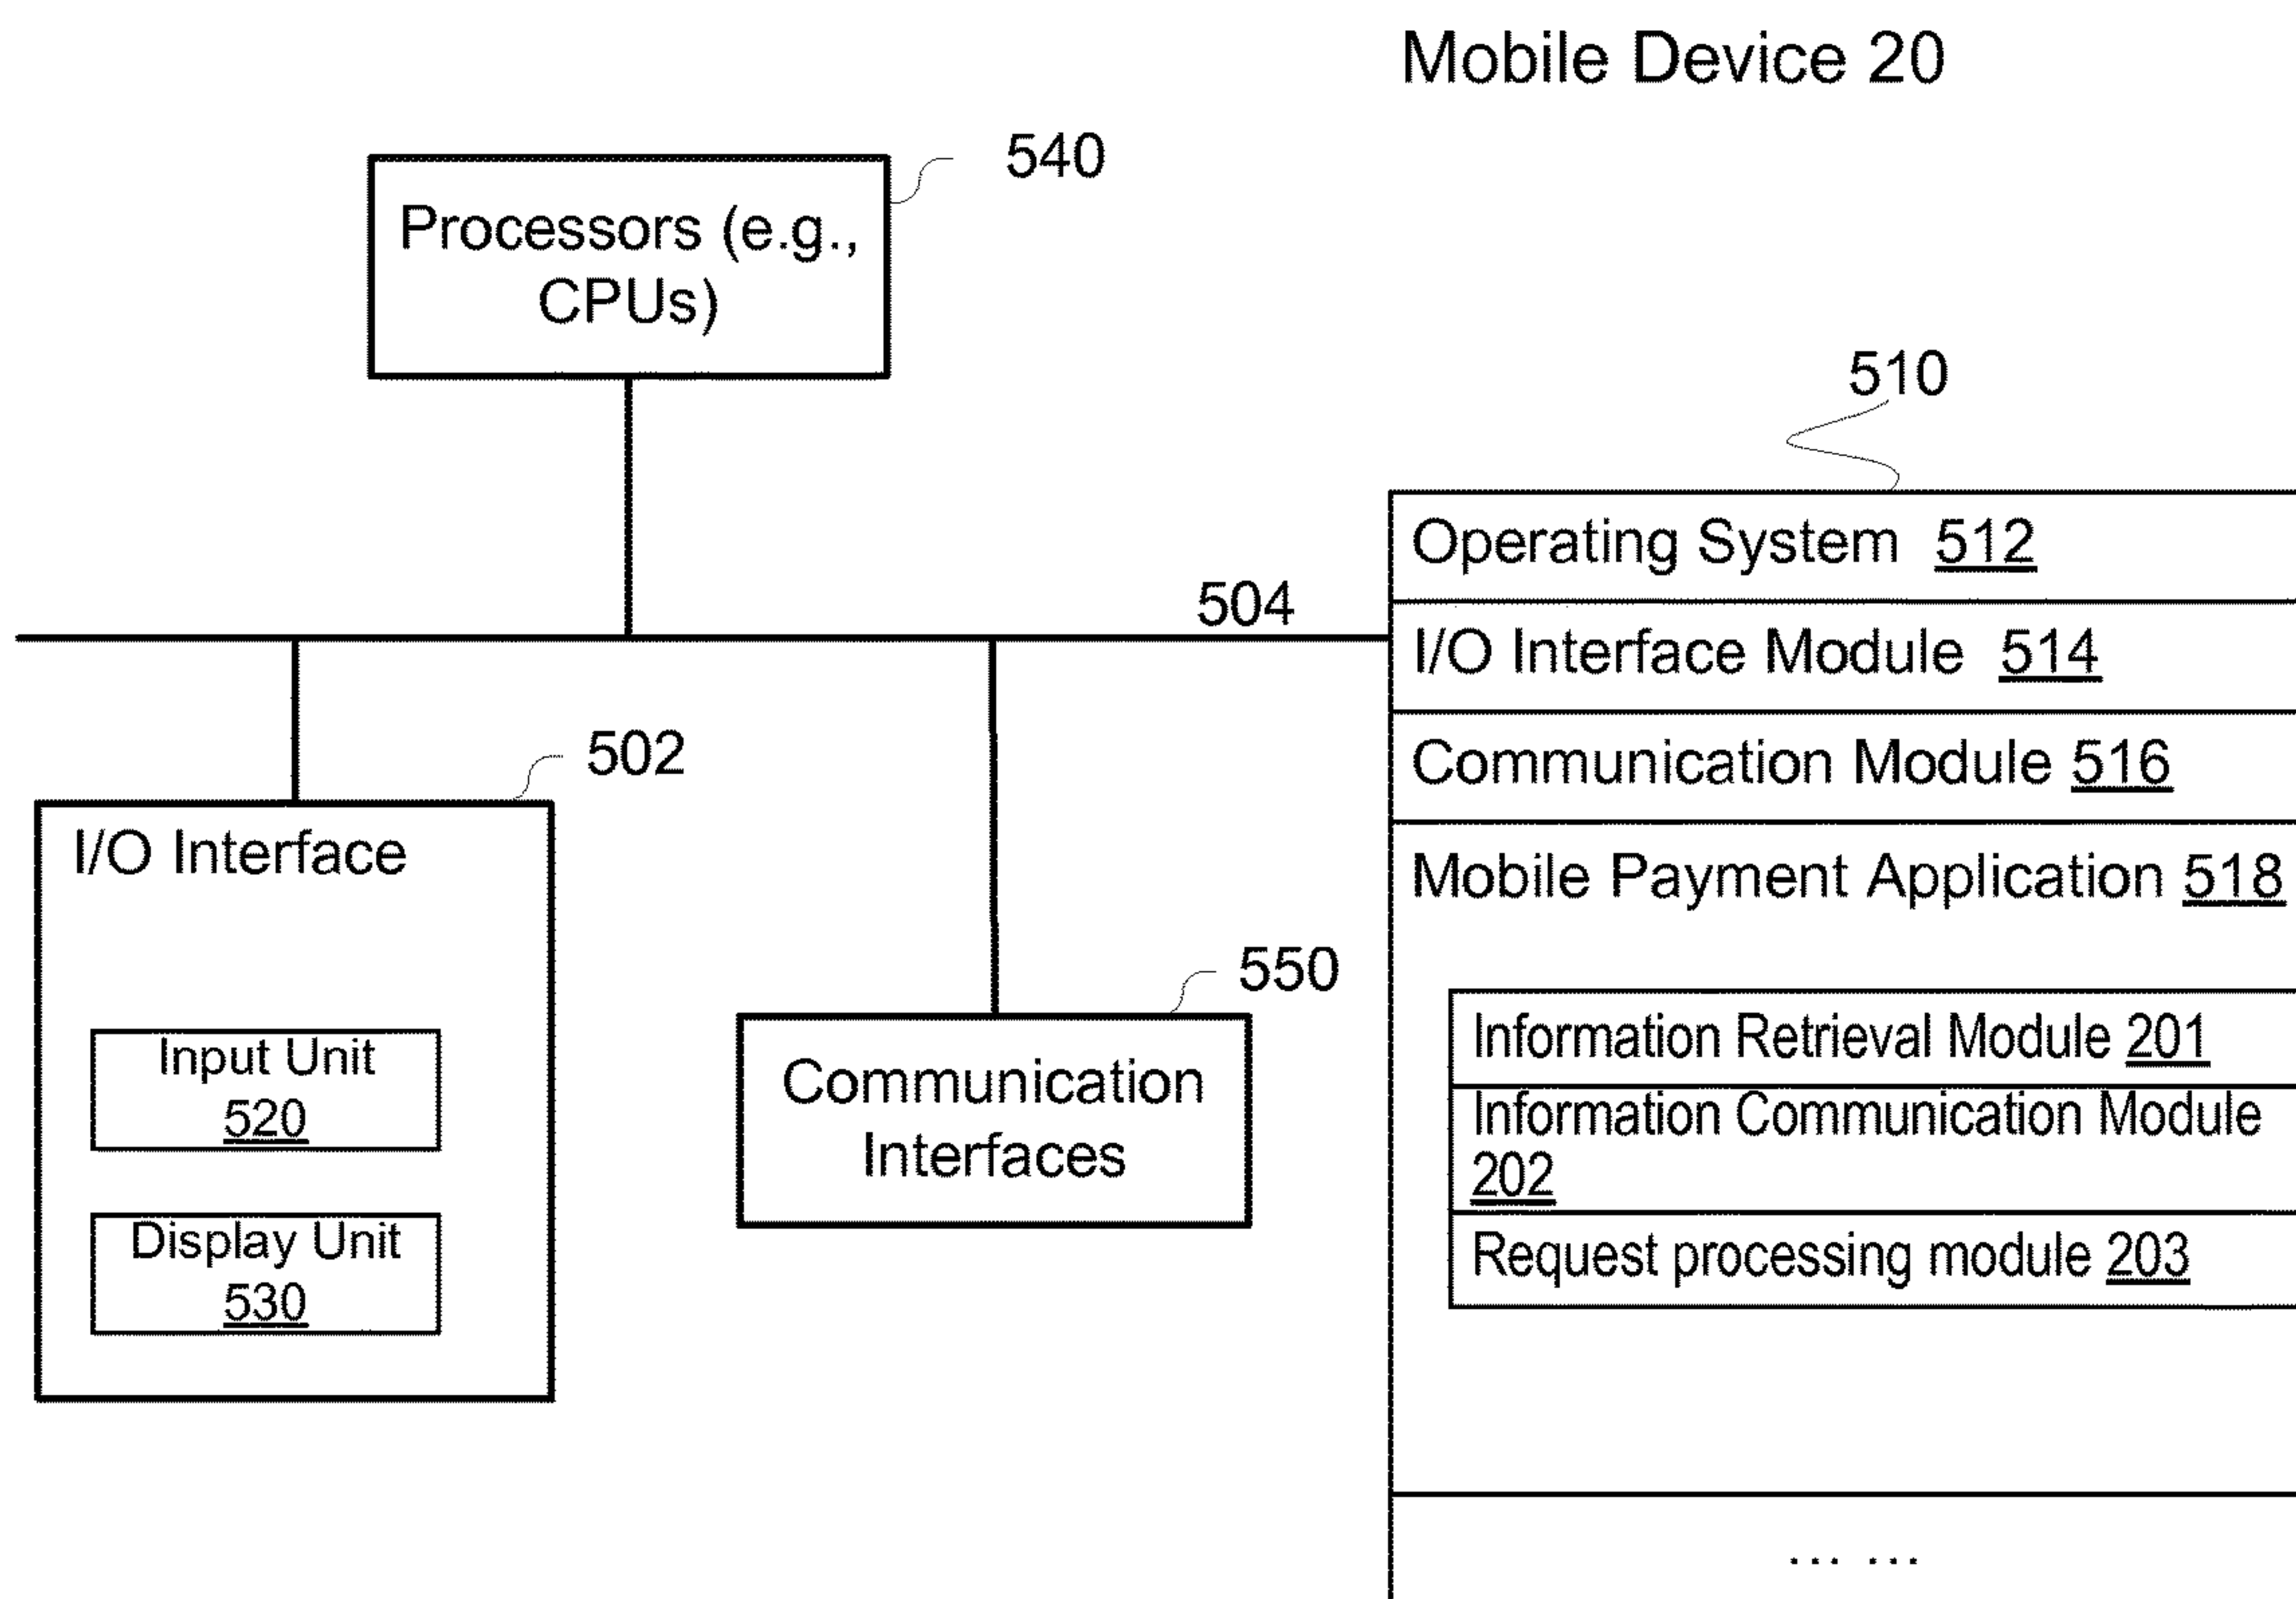 Mobile Device 20
540
Processors (e.g.,
CPUs)
510
Operating System 512
504
I/O Interface Module 514
502
Communication Module 516
I/O Interface
Mobile Payment Application 518
550
Input Unit
520
Display Unit
530
Communication
Interfaces
Information Retrieval Module 201
Information Communication Module
202
Request processing module 203
... ...